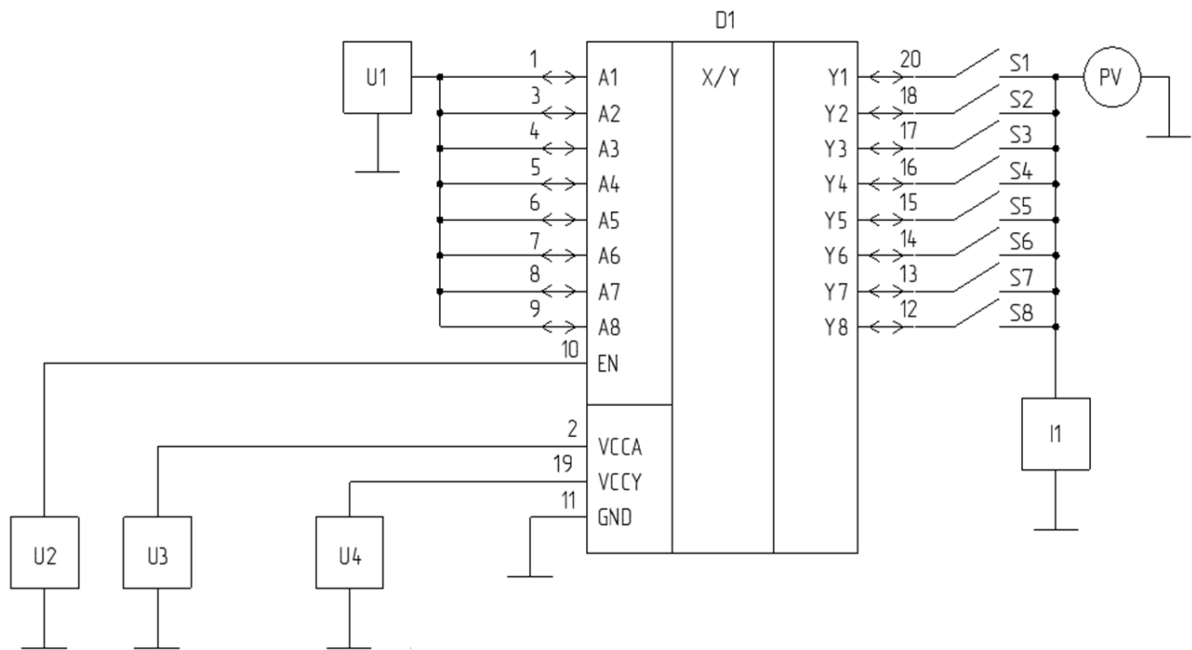 D1
U1 1 A1 X/Y Y1 20 S1 PV
3 A2 Y2 18 S2
4 A3 Y3 17 S3
5 A4 Y4 16 S4
6 A5 Y5 15 S5
7 A6 Y6 14 S6
8 A7 Y7 13 S7
9 A8 Y8 12 S8
10 EN
I1
2 VCCA
19 VCCY
11 GND
U2 U3 U4